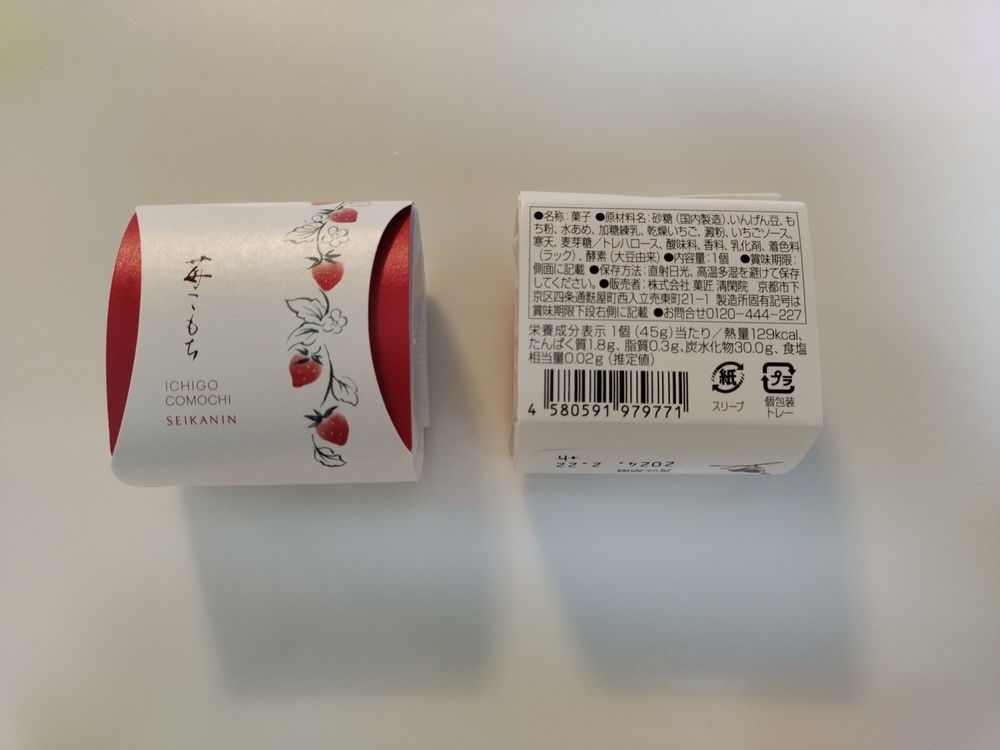 苺こもち
ICHIGO
COMOCHI
SEIKANIN
●名称:菓子 ●原材料名:砂糖(国内製造)、いんげん豆、も
ち粉、水あめ、加糖練乳、乾燥いちご、澱粉、いちごソース、
寒天、麦芽糖/トレハロース、酸味料、香料、乳化剤、着色料
(ラック)、酵素(大豆由来) ●内容量:1個 ●賞味期限:
側面に記載 ●保存方法:直射日光、高温多湿を避けて保存
してください。●販売者:株式会社 菓匠 清閑院 京都市下
京区四条通麩屋町西入立売東町21-1 製造所固有記号は
賞味期限下段右側に記載 ●お問合せ0120-444-227
栄養成分表示 1個(45g)当たり/熱量129kcal、
たんぱく質1.8g、脂質0.3g、炭水化物30.0g、食塩
相当量0.02g(推定値)
紙
スリーブ
プラ
個包装
トレー
4 580591 979771
2024. 2.22
+h